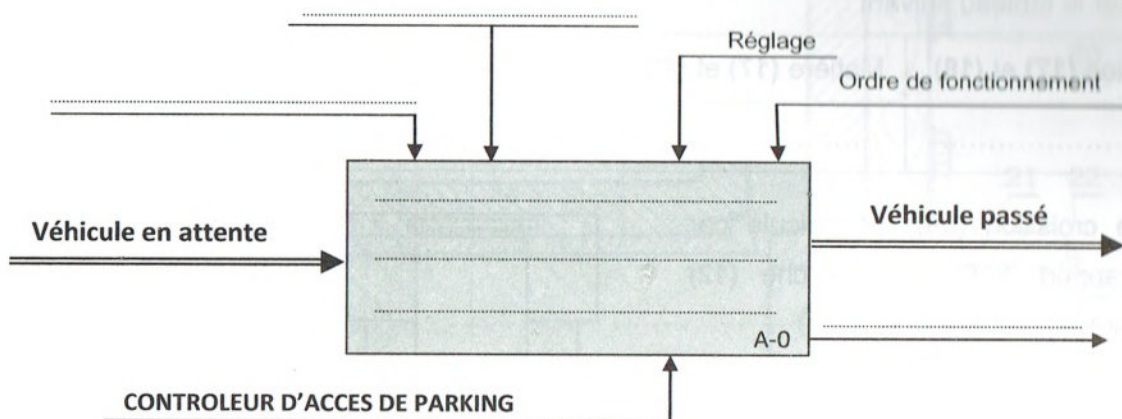 Réglage
Ordre de fonctionnement
Véhicule en attente
Véhicule passé
A-0
CONTROLEUR D'ACCES DE PARKING